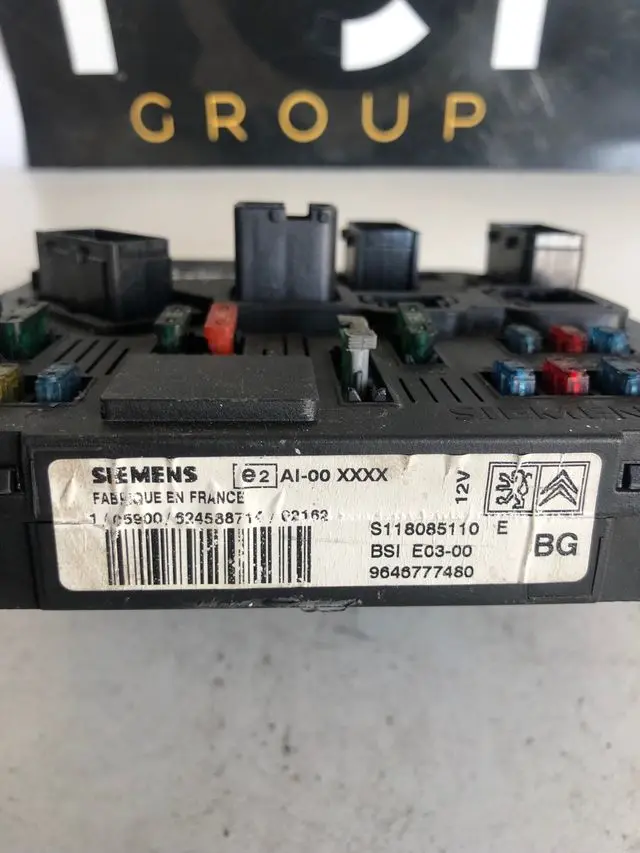 GROUP
SIEMENS
SIEMENS e2 AI-00 XXXX
FABRIQUE EN FRANCE
12V
S118085110 E
BSI E03-00
BG
9646777480